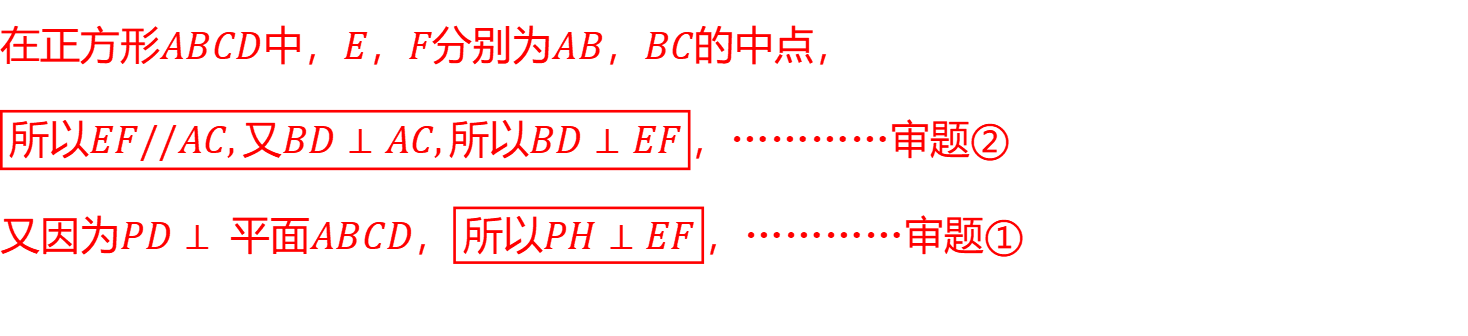 在正方形ABCD中，E，F分别为AB，BC的中点，
所以EF//AC,又BD⊥AC,所以BD⊥EF，…………审题②
又因为PD⊥平面ABCD，所以PH⊥EF，…………审题①